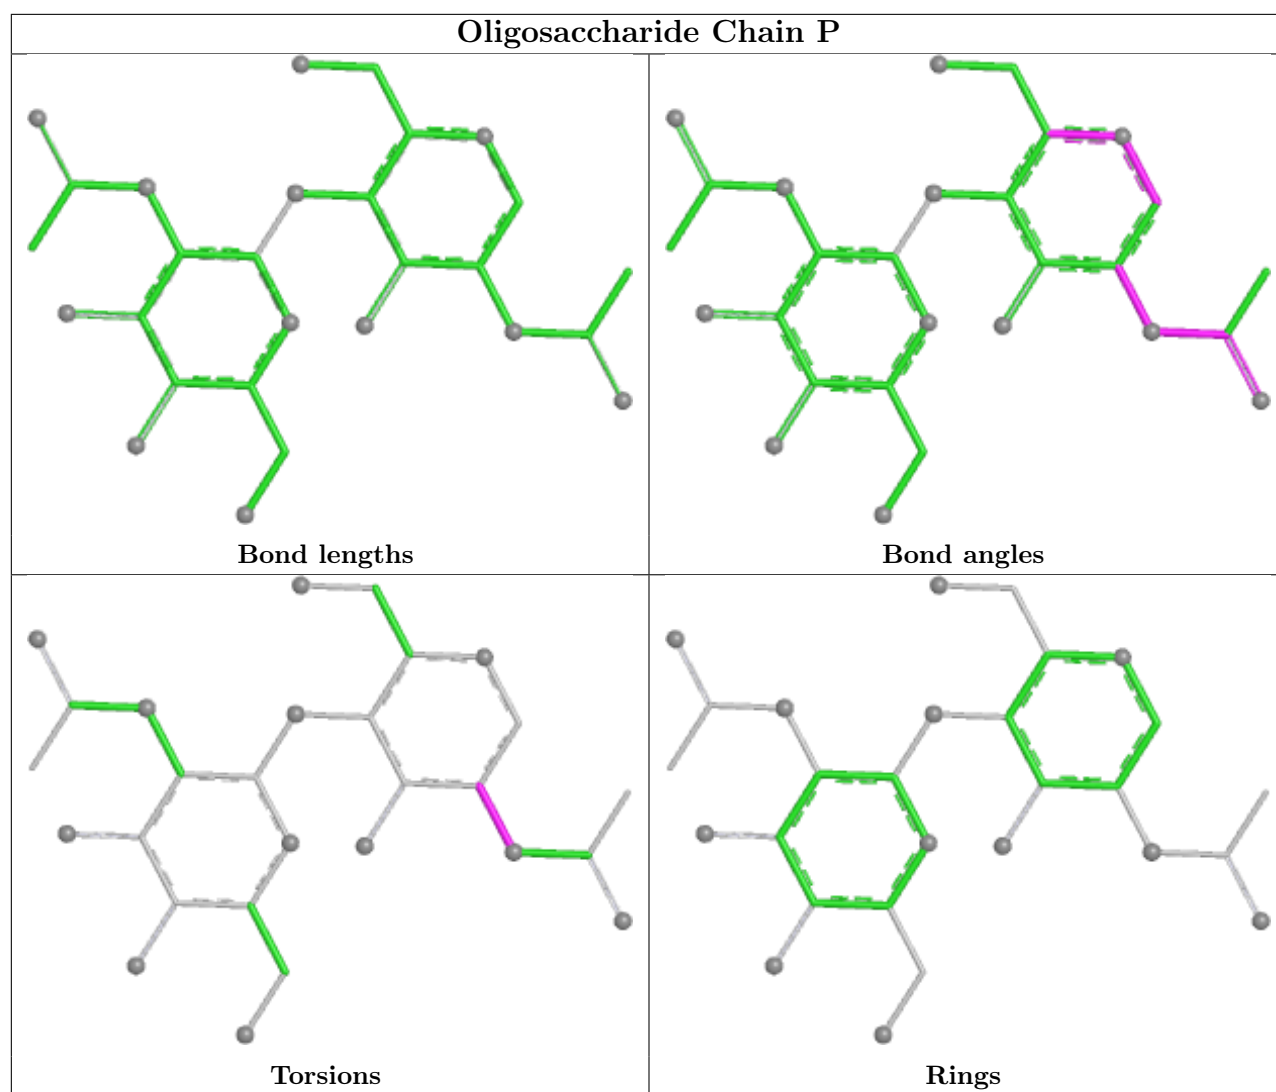 Oligosaccharide Chain P
Bond lengths
Bond angles
Torsions
Rings